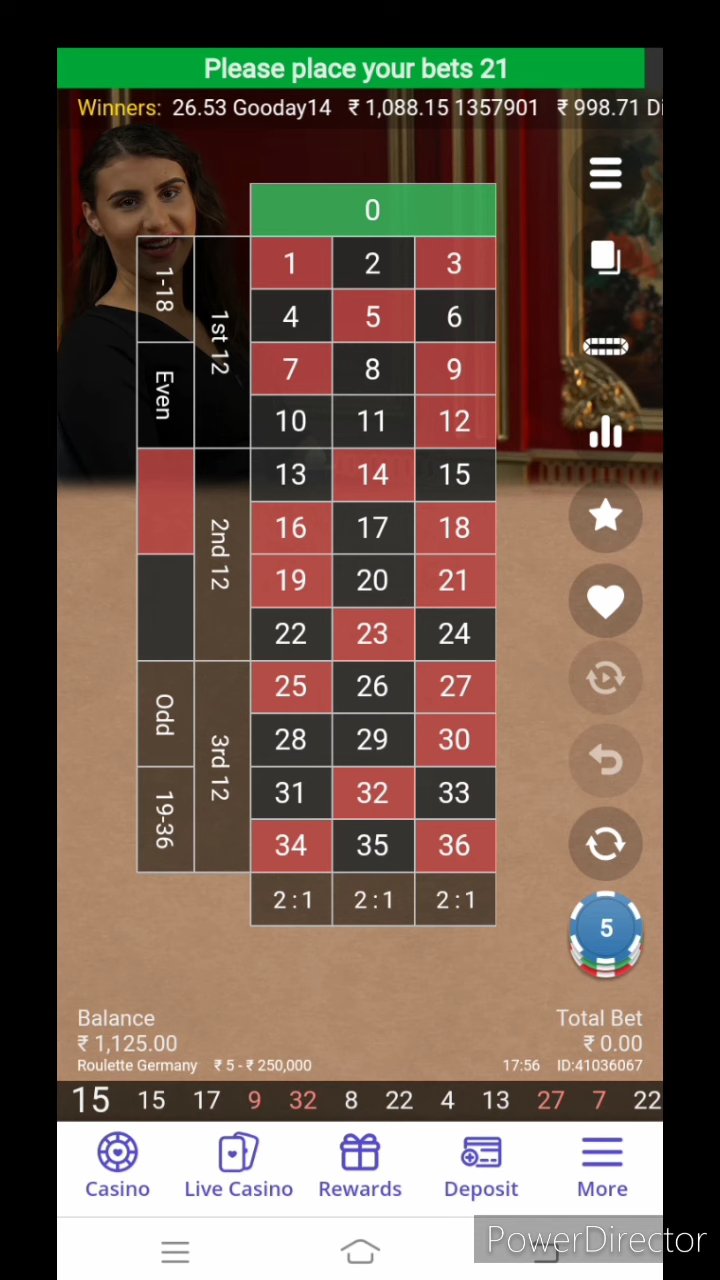 Please place your bets 21
Winners: 26.53 Gooday14 ₹ 1,088.15 1357901 ₹ 998.71 Di
0
1-18
1st 12
1 2 3
4 5 6
Even
7 8 9
10 11 12
2nd 12
13 14 15
16 17 18
19 20 21
22 23 24
Odd
3rd 12
25 26 27
28 29 30
19-36
31 32 33
34 35 36
2 : 1 2 : 1 2 : 1
5
Balance
₹ 1,125.00
Total Bet
₹ 0.00
Roulette Germany ₹ 5 - ₹ 250,000 17:56 ID:41036067
15 15 17 9 32 8 22 4 13 27 7 22
Casino Live Casino Rewards Deposit More
PowerDirector